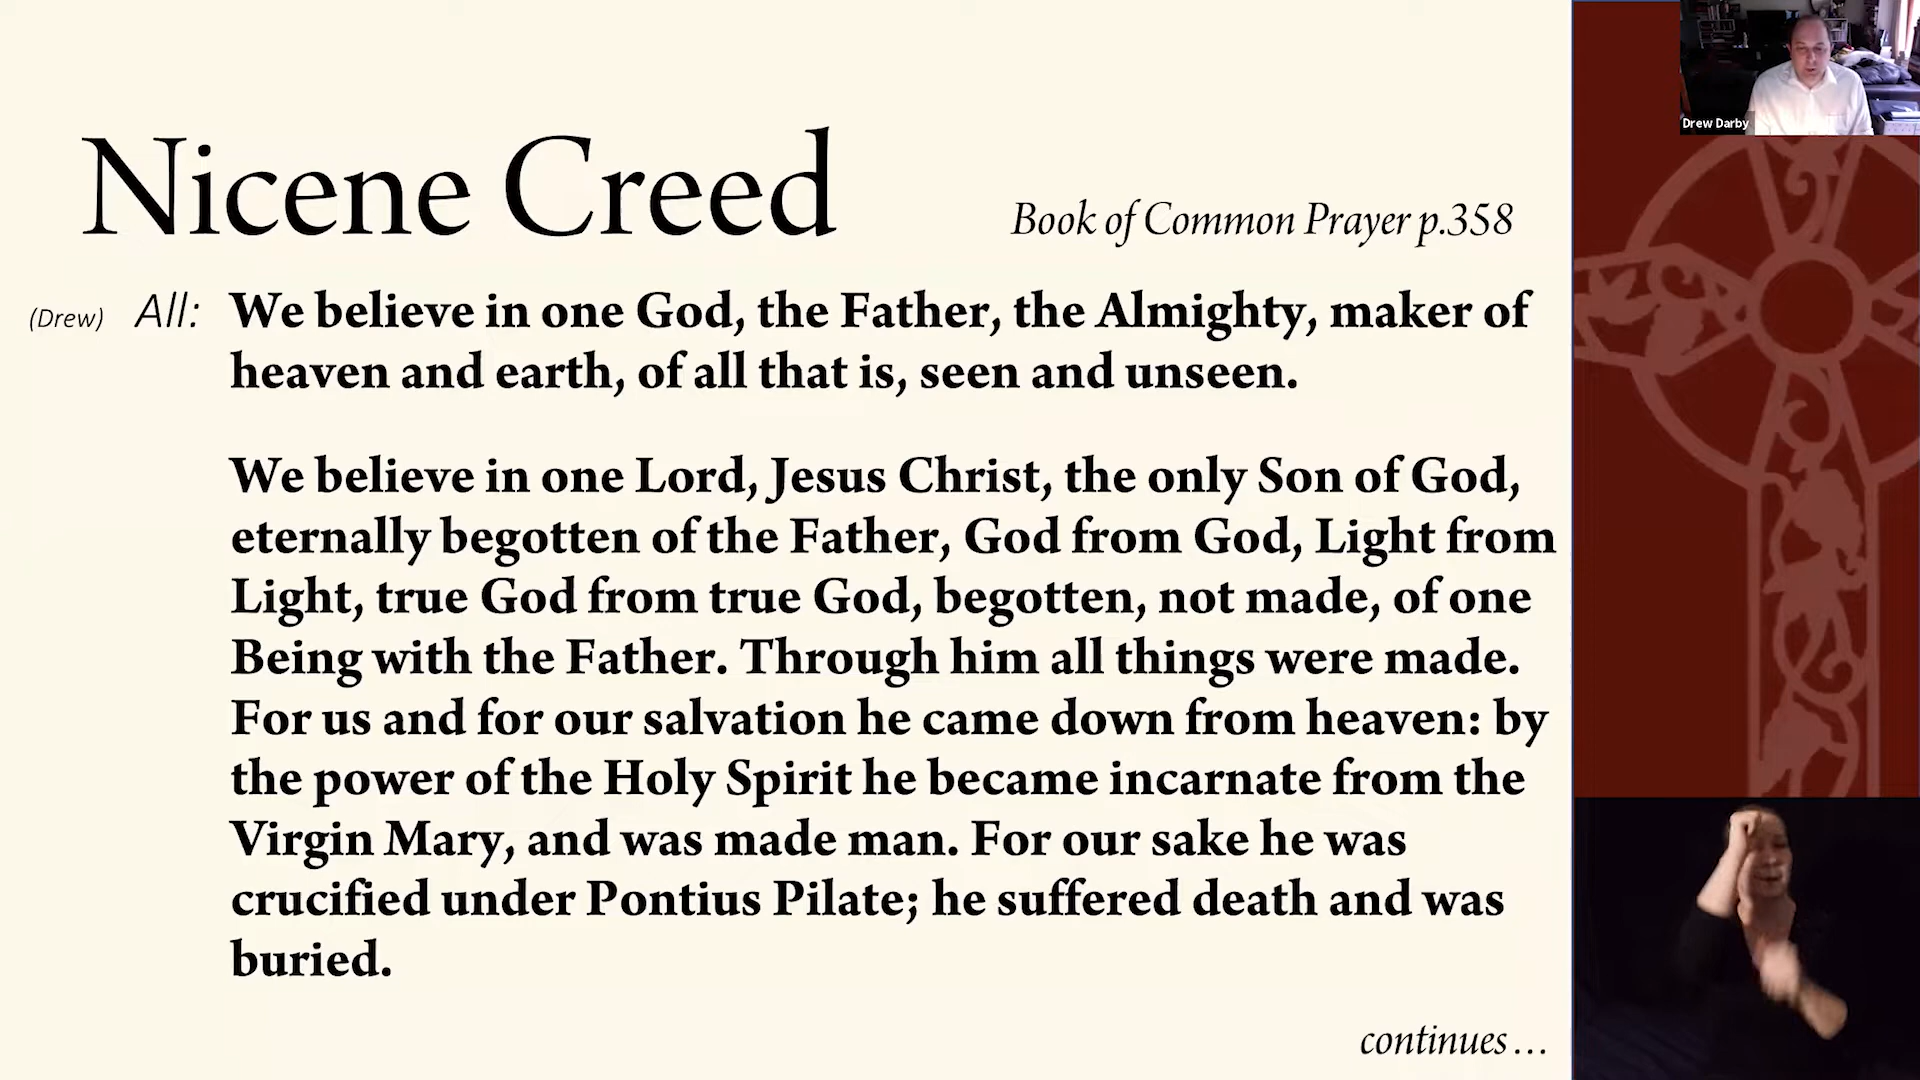 Drew Darby
Nicene Creed
Book of Common Prayer p.358
(Drew) All: We believe in one God, the Father, the Almighty, maker of
heaven and earth, of all that is, seen and unseen.
We believe in one Lord, Jesus Christ, the only Son of God,
eternally begotten of the Father, God from God, Light from
Light, true God from true God, begotten, not made, of one
Being with the Father. Through him all things were made.
For us and for our salvation he came down from heaven: by
the power of the Holy Spirit he became incarnate from the
Virgin Mary, and was made man. For our sake he was
crucified under Pontius Pilate; he suffered death and was
buried.
continues…